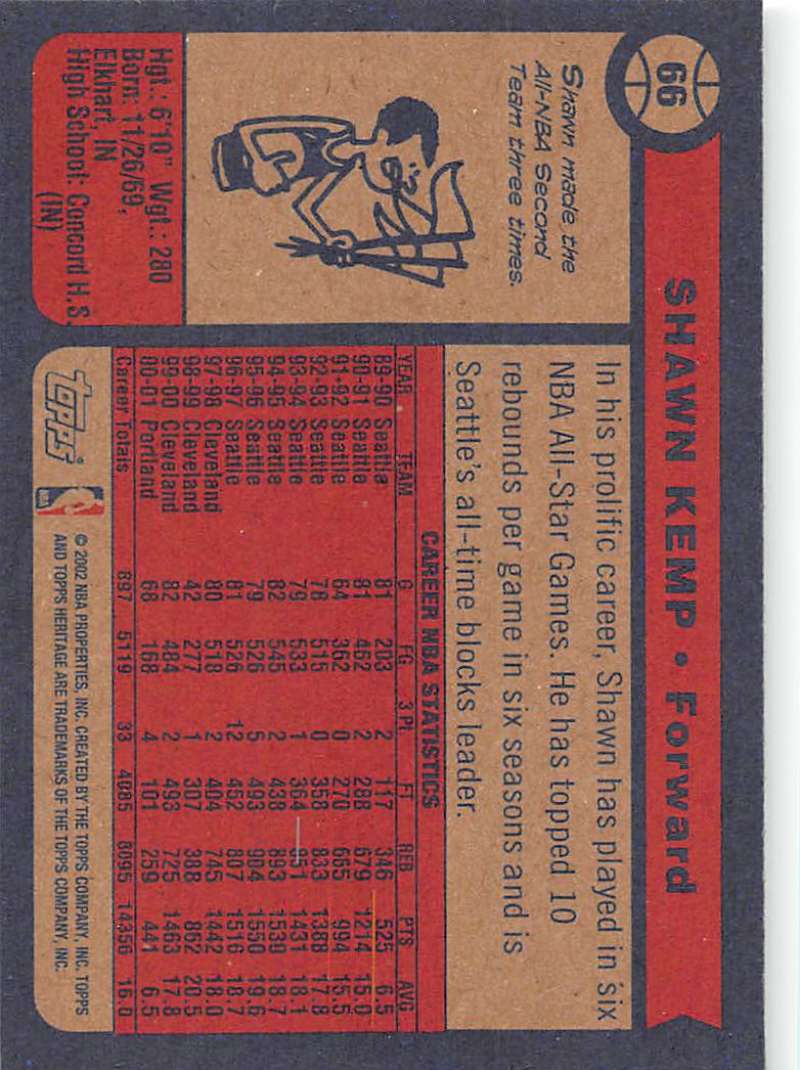 66
SHAWN KEMP • Forward
Shawn made the
All-NBA Second
Team three times.
Hgt.: 6'10" Wgt.: 280
Born: 11/26/69,
Elkhart, IN
High School: Concord H.S.
(IN)
In his prolific career, Shawn has played in six
NBA All-Star Games. He has topped 10
rebounds per game in six seasons and is
Seattle's all-time blocks leader.
CAREER NBA STATISTICS
YEAR TEAM G FG 3 Pt. FT REB PTS AVG
89-90 Seattle 81 203 2 117 346 525 6.5
90-91 Seattle 81 462 2 288 679 1214 15.0
91-92 Seattle 64 362 0 270 665 994 15.5
92-93 Seattle 78 515 0 358 833 1388 17.8
93-94 Seattle 79 533 1 364 851 1431 18.1
94-95 Seattle 82 545 2 438 893 1530 18.7
95-96 Seattle 79 526 5 493 904 1550 19.6
96-97 Seattle 81 526 12 452 807 1516 18.7
97-98 Cleveland 80 518 2 404 745 1442 18.0
98-99 Cleveland 42 277 1 307 388 862 20.5
99-00 Cleveland 82 484 2 493 725 1463 17.8
00-01 Portland 68 168 4 101 259 441 6.5
Career Totals 897 5119 33 4085 8095 14356 16.0
Topps
© 2002 NBA PROPERTIES, INC. CREATED BY THE TOPPS COMPANY, INC. TOPPS
AND TOPPS HERITAGE ARE TRADEMARKS OF THE TOPPS COMPANY, INC.